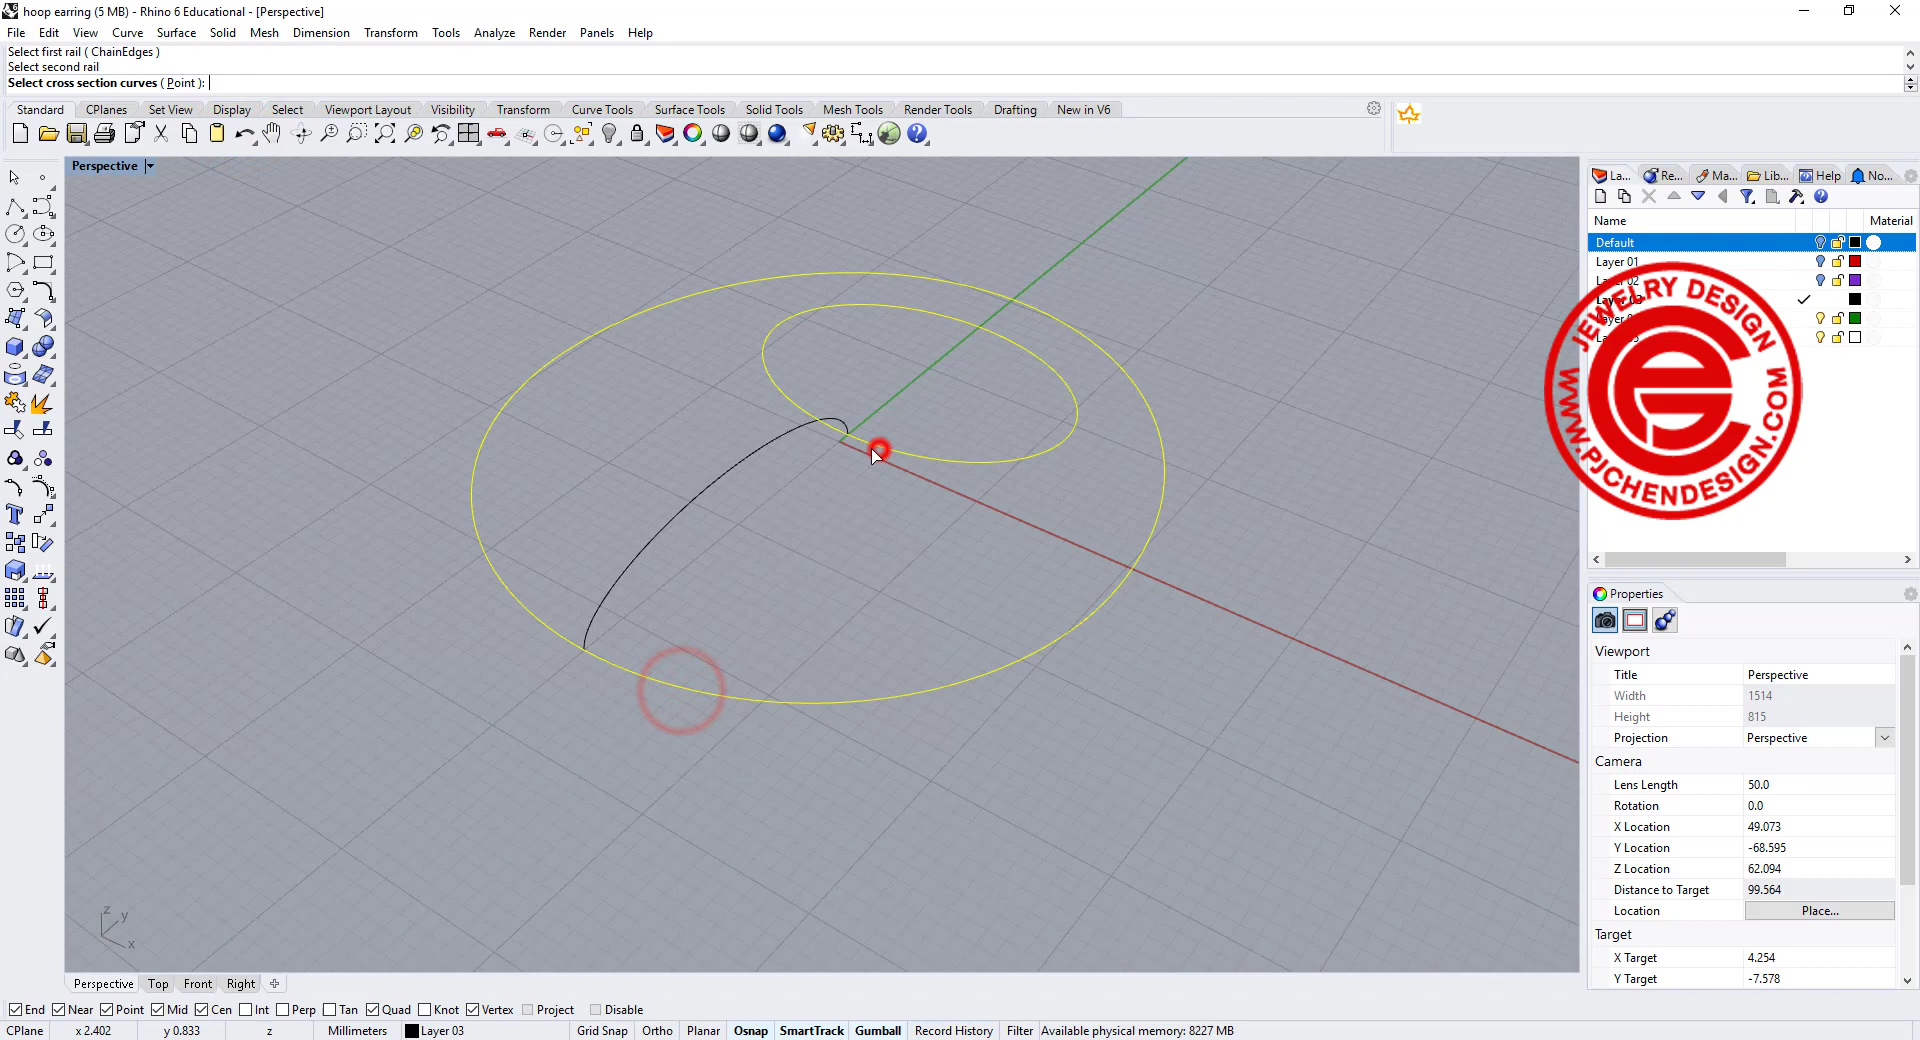 hoop earring (5 MB) - Rhino 6 Educational - [Perspective]
File Edit View Curve Surface Solid Mesh Dimension Transform Tools Analyze Render Panels Help
Select first rail ( ChainEdges )
Select second rail
Select cross section curves ( Point ):
Standard CPlanes Set View Display Select Viewport Layout Visibility Transform Curve Tools Surface Tools Solid Tools Mesh Tools Render Tools Drafting New in V6
Perspective
La... Re... Ma... Lib... Help No...
Name Material
Default
Layer 01
JEWELRY DESIGN
WWW.PJCHENDESIGN.COM
Properties
Viewport
Title Perspective
Width 1514
Height 815
Projection Perspective
Camera
Lens Length 50.0
Rotation 0.0
X Location 49.073
Y Location -68.595
Z Location 62.094
Distance to Target 99.564
Location Place...
Target
X Target 4.254
Y Target -7.578
z y x
Perspective Top Front Right
End Near Point Mid Cen Int Perp Tan Quad Knot Vertex Project Disable
CPlane x 2.402 y 0.833 z Millimeters Layer 03 Grid Snap Ortho Planar Osnap SmartTrack Gumball Record History Filter Available physical memory: 8227 MB